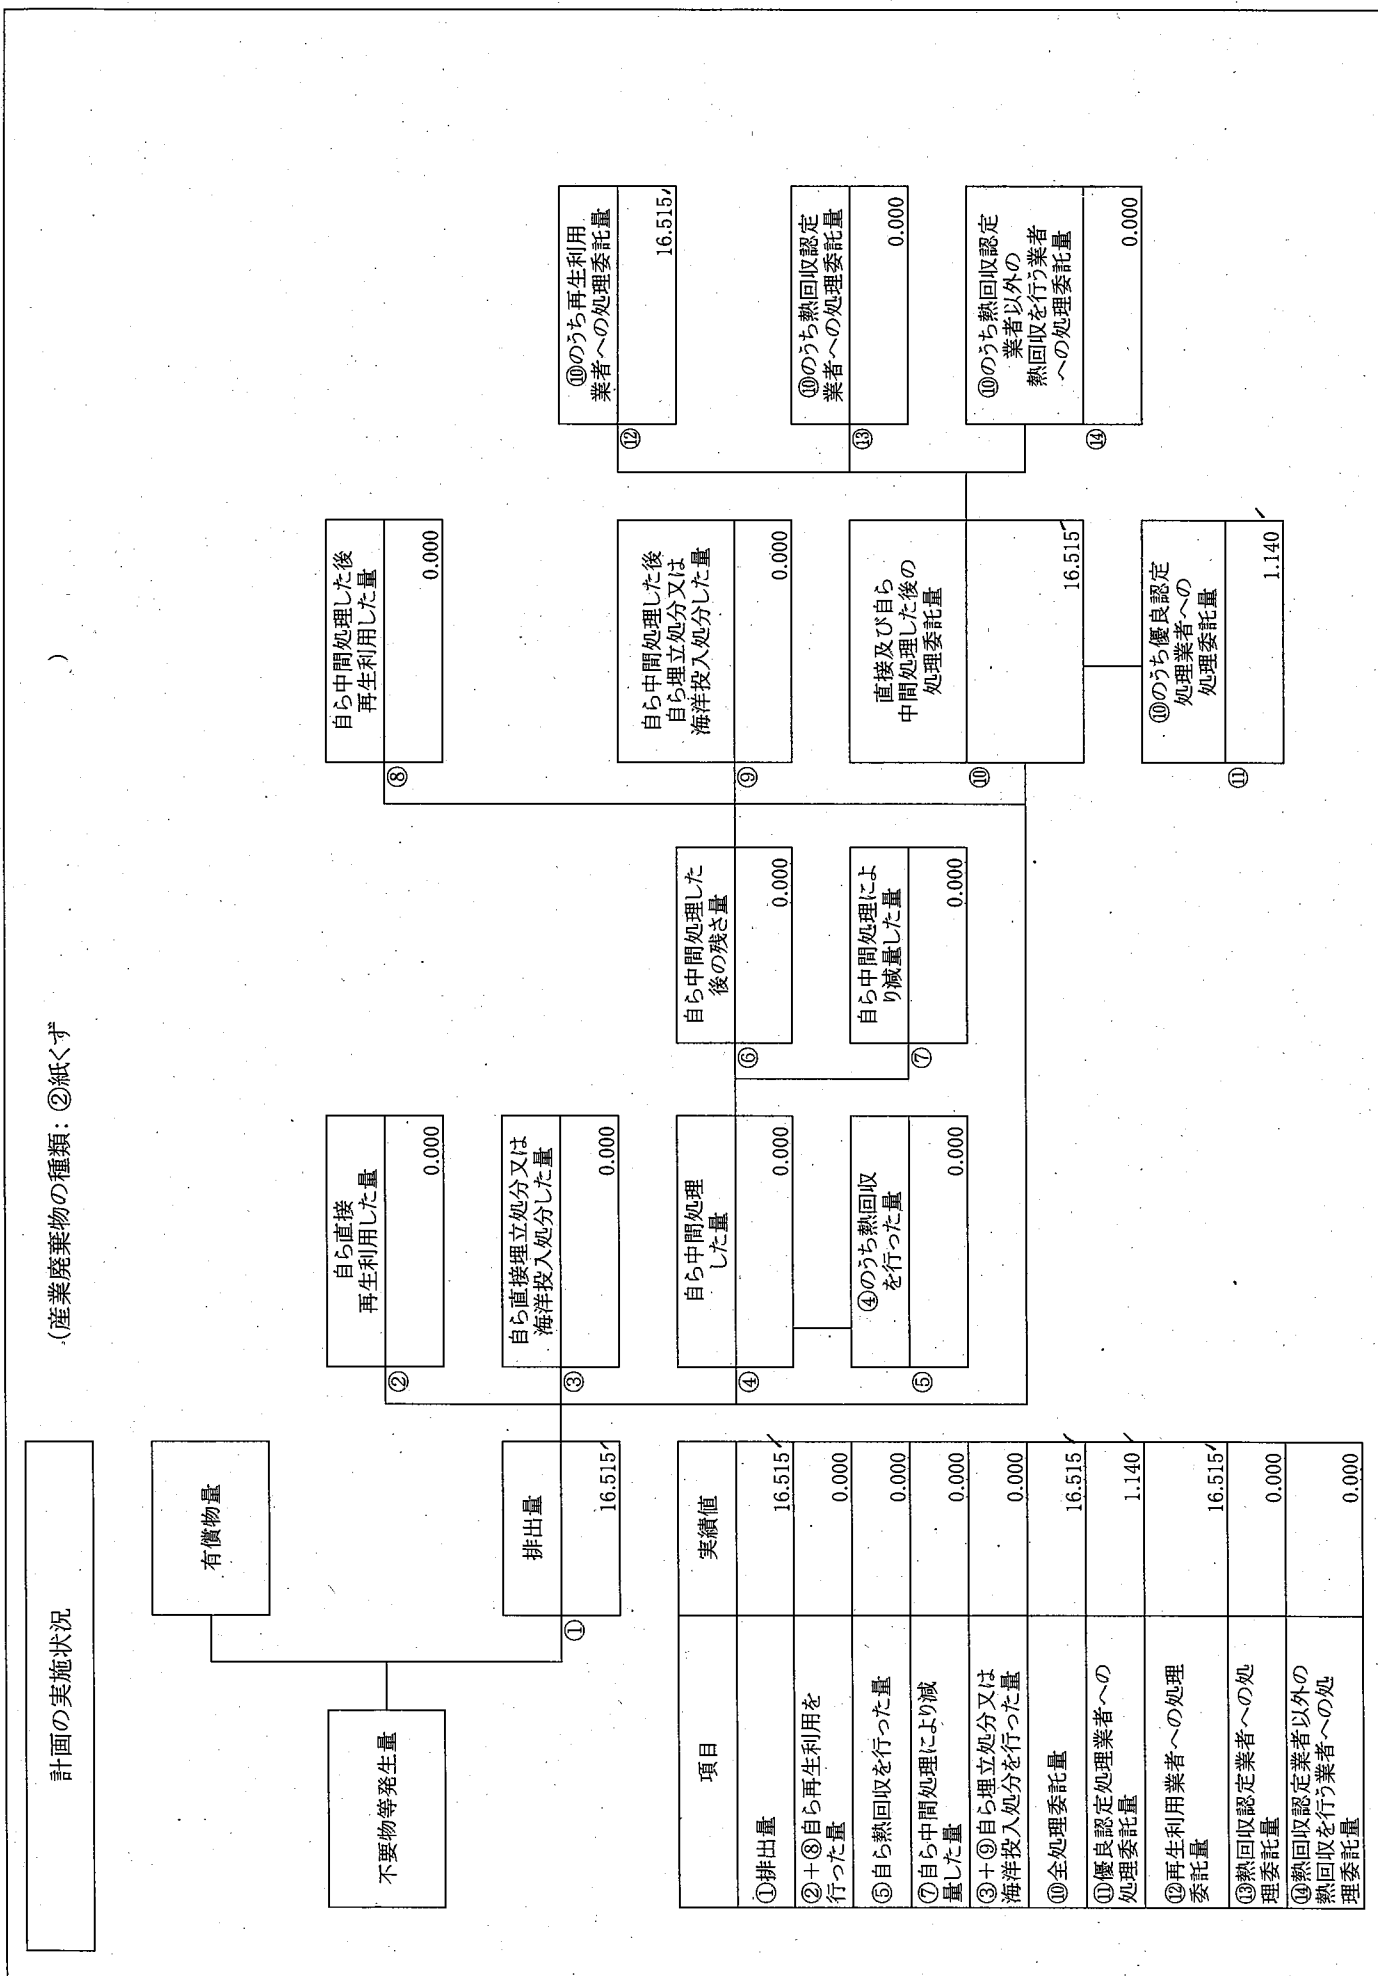 計画の実施状況
(産業廃棄物の種類:②紙くず
)
不要物等発生量
有償物量
①
排出量
16.515
②
自ら直接
再生利用した量
0.000
③
自ら直接埋立処分又は
海洋投入処分した量
0.000
④
自ら中間処理
した量
0.000
⑤
④のうち熱回収
を行った量
0.000
⑥
自ら中間処理した
後の残さ量
0.000
⑦
自ら中間処理によ
り減量した量
0.000
⑧
自ら中間処理した後
再生利用した量
0.000
⑨
自ら中間処理した後
自ら埋立処分又は
海洋投入処分した量
0.000
⑩
直接及び自ら
中間処理した後の
処理委託量
16.515
⑪
⑩のうち優良認定
処理業者への
処理委託量
1.140
⑫
⑩のうち再生利用
業者への処理委託量
16.515
⑬
⑩のうち熱回収認定
業者への処理委託量
0.000
⑭
⑩のうち熱回収認定
業者以外の
熱回収を行う業者
への処理委託量
0.000
項目 実績値
①排出量 16.515
②+⑧自ら再生利用を
行った量 0.000
⑤自ら熱回収を行った量 0.000
⑦自ら中間処理により減
量した量 0.000
③+⑨自ら埋立処分又は
海洋投入処分を行った量 0.000
⑩全処理委託量 16.515
⑪優良認定処理業者への
処理委託量 1.140
⑫再生利用業者への処理
委託量 16.515
⑬熱回収認定業者への処
理委託量 0.000
⑭熱回収認定業者以外の
熱回収を行う業者への処
理委託量 0.000